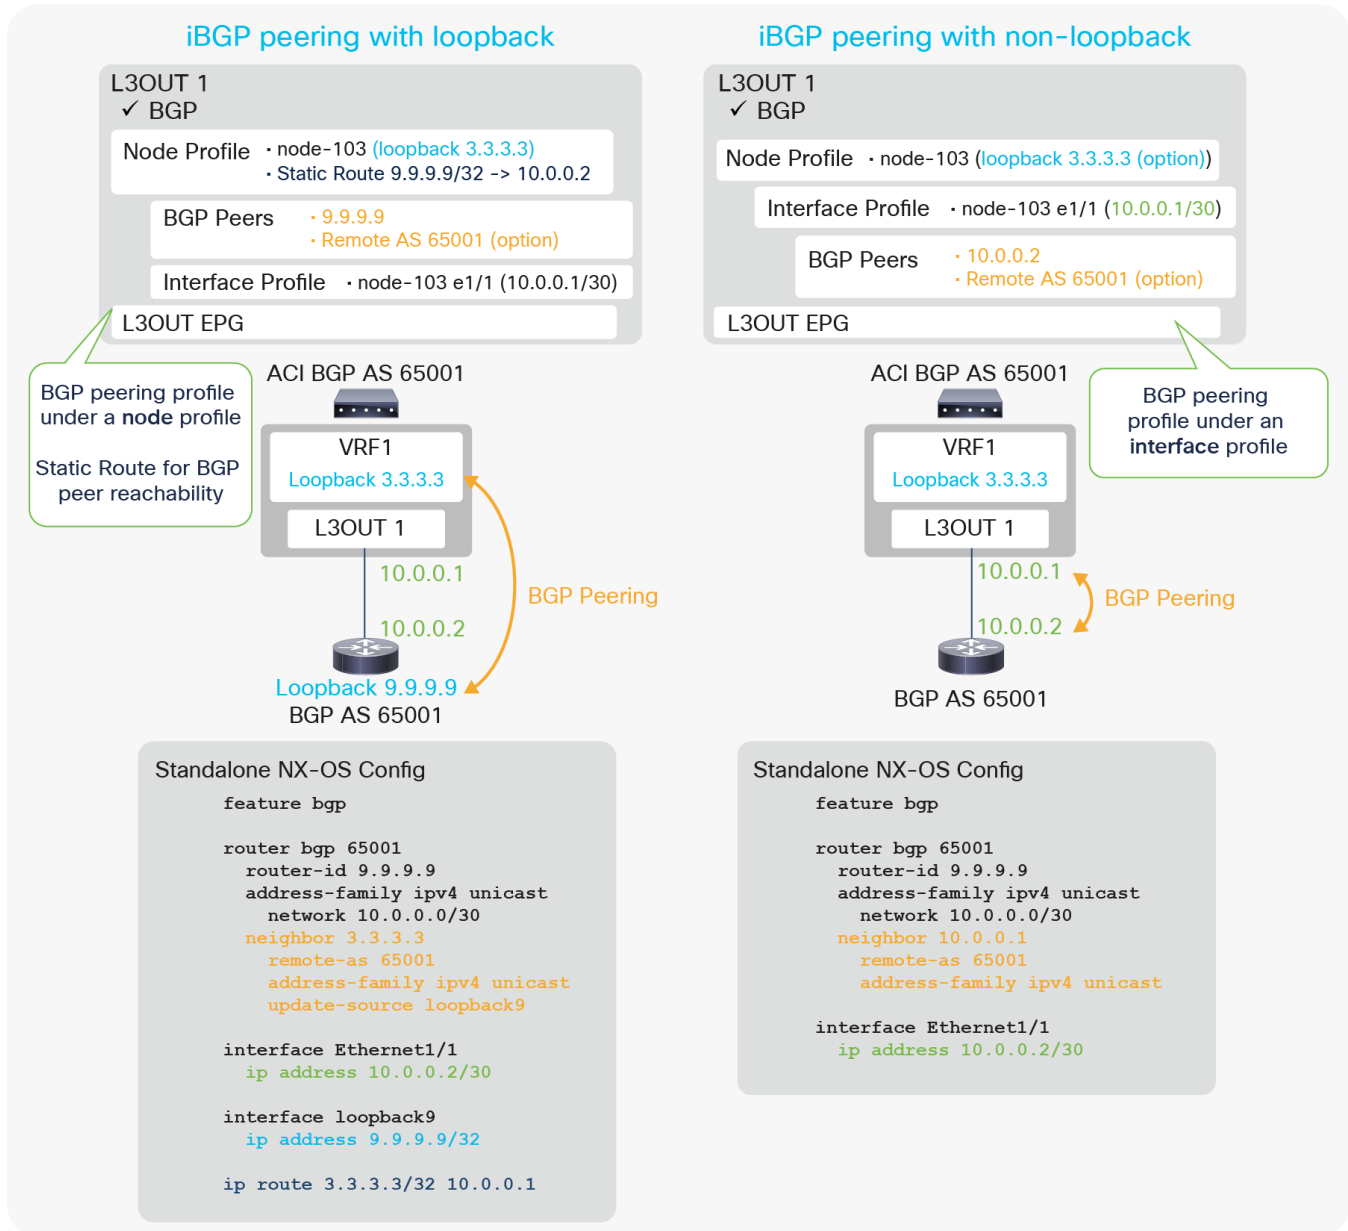 iBGP peering with loopback
L3OUT 1
✓ BGP
Node Profile
· node-103 (loopback 3.3.3.3)
· Static Route 9.9.9.9/32 -> 10.0.0.2
BGP Peers
· 9.9.9.9
· Remote AS 65001 (option)
Interface Profile · node-103 e1/1 (10.0.0.1/30)
L3OUT EPG
BGP peering profile
under a node profile
Static Route for BGP
peer reachability
ACI BGP AS 65001
VRF1
Loopback 3.3.3.3
L3OUT 1
10.0.0.1
BGP Peering
10.0.0.2
Loopback 9.9.9.9
BGP AS 65001
Standalone NX-OS Config
feature bgp
router bgp 65001
router-id 9.9.9.9
address-family ipv4 unicast
network 10.0.0.0/30
neighbor 3.3.3.3
remote-as 65001
address-family ipv4 unicast
update-source loopback9
interface Ethernet1/1
ip address 10.0.0.2/30
interface loopback9
ip address 9.9.9.9/32
ip route 3.3.3.3/32 10.0.0.1
iBGP peering with non-loopback
L3OUT 1
✓ BGP
Node Profile · node-103 (loopback 3.3.3.3 (option))
Interface Profile · node-103 e1/1 (10.0.0.1/30)
BGP Peers
· 10.0.0.2
· Remote AS 65001 (option)
L3OUT EPG
BGP peering
profile under an
interface profile
ACI BGP AS 65001
VRF1
Loopback 3.3.3.3
L3OUT 1
10.0.0.1
BGP Peering
10.0.0.2
BGP AS 65001
Standalone NX-OS Config
feature bgp
router bgp 65001
router-id 9.9.9.9
address-family ipv4 unicast
network 10.0.0.0/30
neighbor 10.0.0.1
remote-as 65001
address-family ipv4 unicast
interface Ethernet1/1
ip address 10.0.0.2/30